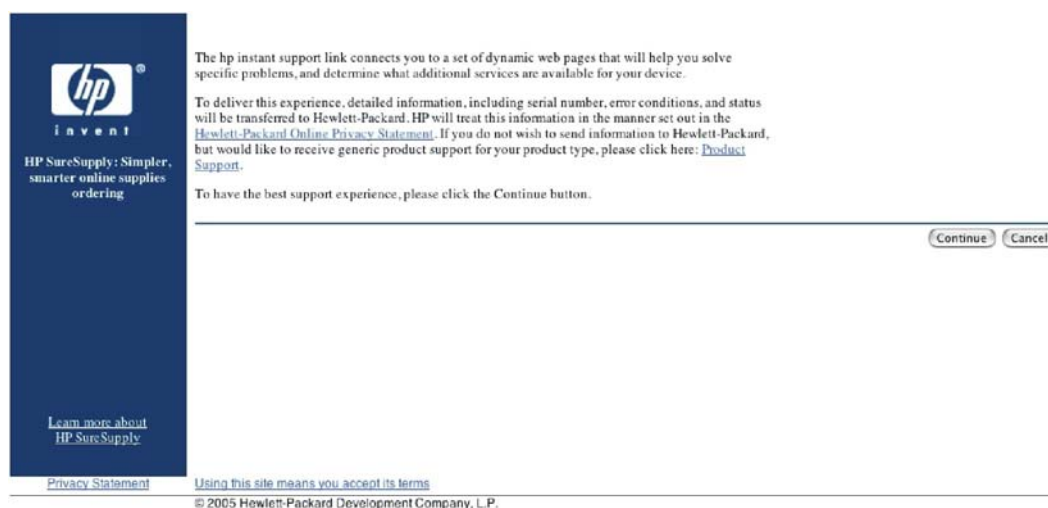 hp
®
invent
HP SureSupply: Simpler,
smarter online supplies
ordering
Learn more about
HP SureSupply
Privacy Statement
The hp instant support link connects you to a set of dynamic web pages that will help you solve
specific problems, and determine what additional services are available for your device.
To deliver this experience, detailed information, including serial number, error conditions, and status
will be transferred to Hewlett-Packard. HP will treat this information in the manner set out in the
Hewlett-Packard Online Privacy Statement. If you do not wish to send information to Hewlett-Packard,
but would like to receive generic product support for your product type, please click here: Product
Support.
To have the best support experience, please click the Continue button.
Continue Cancel
Using this site means you accept its terms
© 2005 Hewlett-Packard Development Company, L.P.